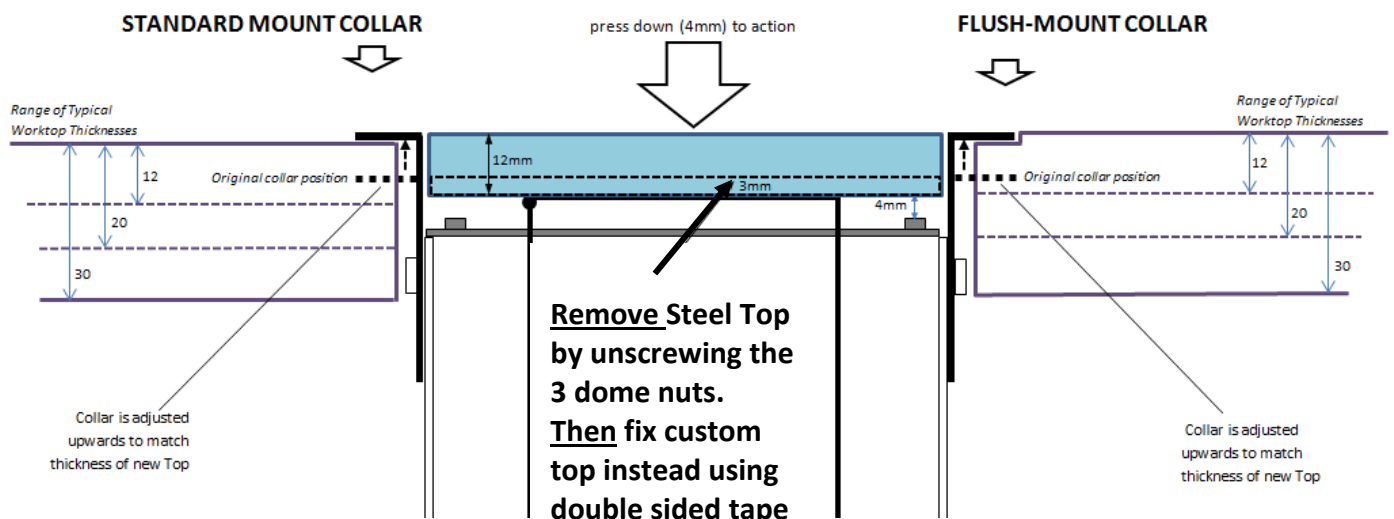 STANDARD MOUNT COLLAR
press down (4mm) to action
FLUSH-MOUNT COLLAR
Range of Typical
Worktop Thicknesses
12
20
30
Original collar position
Collar is adjusted
upwards to match
thickness of new Top
12mm
3mm
4mm
Remove Steel Top
by unscrewing the
3 dome nuts.
Then fix custom
top instead using
double sided tape
Range of Typical
Worktop Thicknesses
12
20
30
Original collar position
Collar is adjusted
upwards to match
thickness of new Top